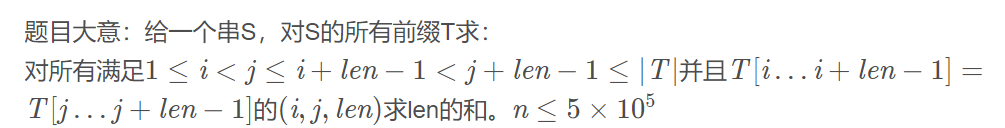 题目大意：给一个串S，对S的所有前缀T求：
对所有满足1 ≤ i < j ≤ i + len − 1 < j + len − 1 ≤ |T|并且T[i…i + len − 1] =
T[j…j + len − 1]的(i, j, len)求len的和。n ≤ 5 × 10⁵